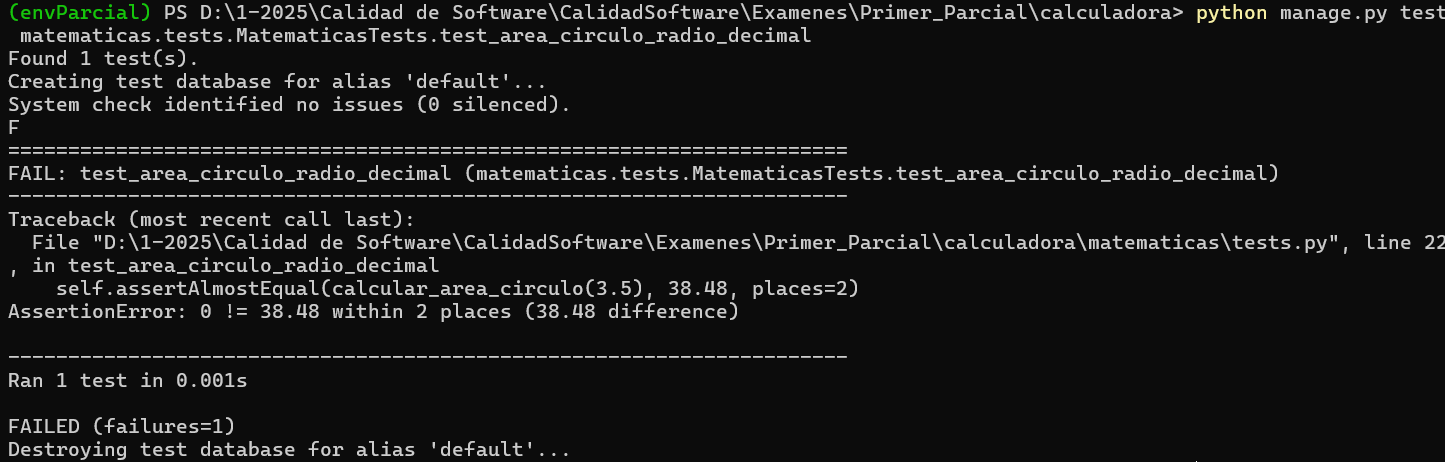 (envParcial) PS D:\1-2025\Calidad de Software\CalidadSoftware\Examenes\Primer_Parcial\calculadora> python manage.py test
 matematicas.tests.MatematicasTests.test_area_circulo_radio_decimal
Found 1 test(s).
Creating test database for alias 'default'...
System check identified no issues (0 silenced).
F
======================================================================
FAIL: test_area_circulo_radio_decimal (matematicas.tests.MatematicasTests.test_area_circulo_radio_decimal)
----------------------------------------------------------------------
Traceback (most recent call last):
  File "D:\1-2025\Calidad de Software\CalidadSoftware\Examenes\Primer_Parcial\calculadora\matematicas\tests.py", line 22
, in test_area_circulo_radio_decimal
    self.assertAlmostEqual(calcular_area_circulo(3.5), 38.48, places=2)
AssertionError: 0 != 38.48 within 2 places (38.48 difference)

----------------------------------------------------------------------
Ran 1 test in 0.001s

FAILED (failures=1)
Destroying test database for alias 'default'...